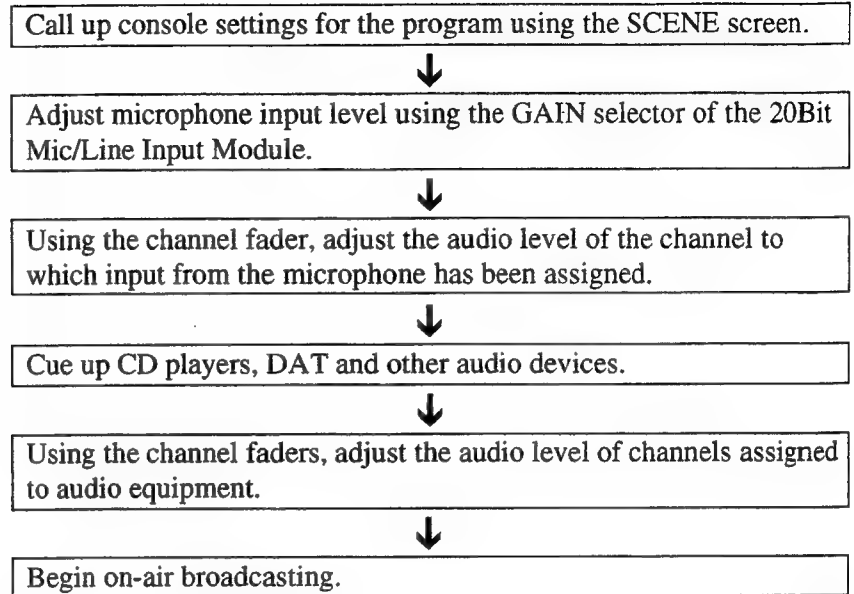 Call up console settings for the program using the SCENE screen.
Adjust microphone input level using the GAIN selector of the 20Bit
Mic/Line Input Module.
Using the channel fader, adjust the audio level of the channel to
which input from the microphone has been assigned.
Cue up CD players, DAT and other audio devices.
Using the channel faders, adjust the audio level of channels assigned
to audio equipment.
Begin on-air broadcasting.